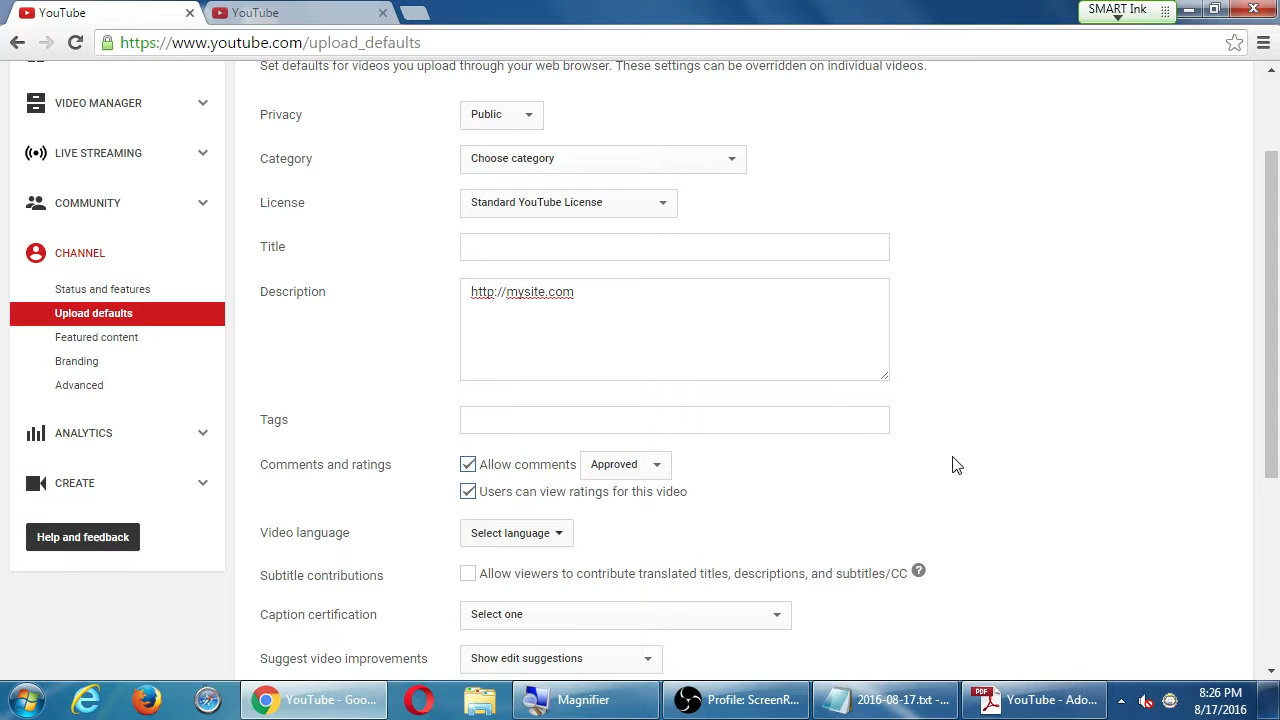 YouTube
YouTube
SMART Ink
https://www.youtube.com/upload_defaults
Set defaults for videos you upload through your web browser. These settings can be overridden on individual videos.
VIDEO MANAGER
LIVE STREAMING
COMMUNITY
CHANNEL
Status and features
Upload defaults
Featured content
Branding
Advanced
ANALYTICS
CREATE
Help and feedback
Privacy
Public
Category
Choose category
License
Standard YouTube License
Title
Description
http://mysite.com
Tags
Comments and ratings
Allow comments
Approved
Users can view ratings for this video
Video language
Select language
Subtitle contributions
Allow viewers to contribute translated titles, descriptions, and subtitles/CC
Caption certification
Select one
Suggest video improvements
Show edit suggestions
YouTube - Goo...
Magnifier
Profile: ScreenR...
2016-08-17.txt -...
PDF
YouTube - Ado...
8:26 PM
8/17/2016